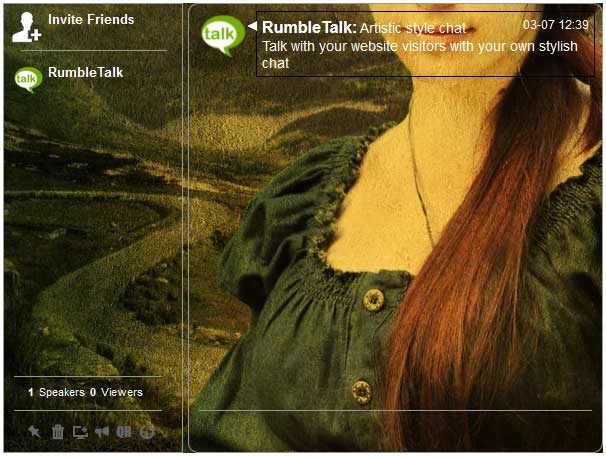 Invite Friends
talk
RumbleTalk
1 Speakers 0 Viewers
QR
talk
RumbleTalk: Artistic style chat 03-07 12:39
Talk with your website visitors with your own stylish
chat